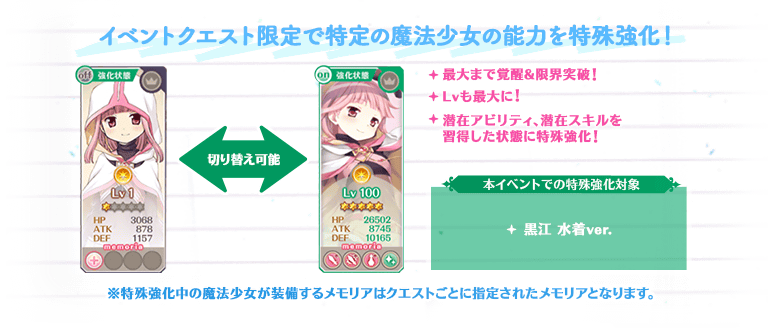 イベントクエスト限定で特定の魔法少女の能力を特殊強化！
off 強化状態
Lv 1
HP 3068
ATK 878
DEF 1157
memoria
切り替え可能
on 強化状態
Lv 100
HP 26502
ATK 8745
DEF 10165
memoria
最大まで覚醒&限界突破！
Lvも最大に！
潜在アビリティ、潜在スキルを
習得した状態に特殊強化！
本イベントでの特殊強化対象
黒江 水着ver.
※特殊強化中の魔法少女が装備するメモリアはクエストごとに指定されたメモリアとなります。